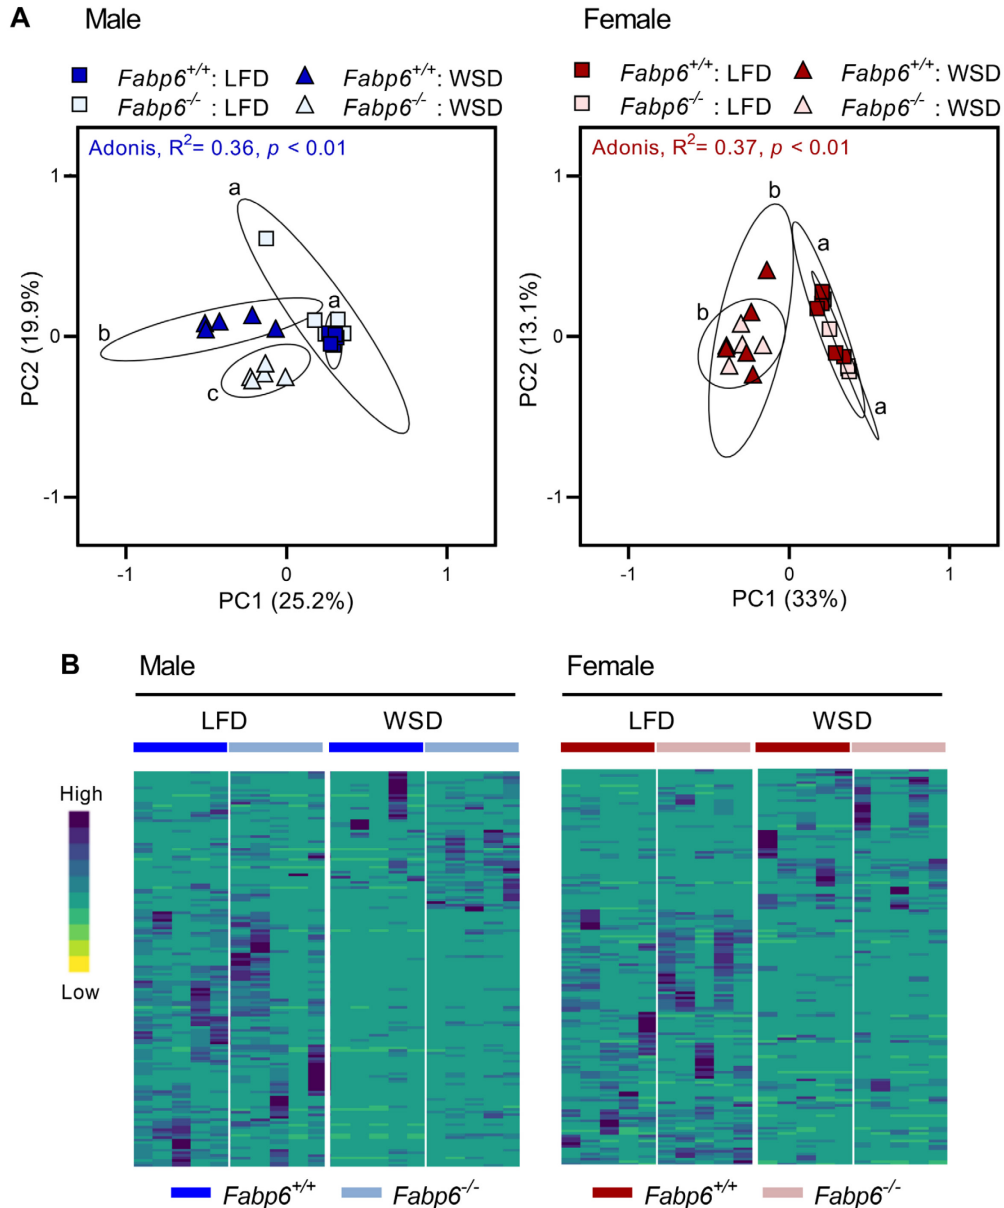 A
Male
Female
Fabp6+/+: LFD
Fabp6+/+: WSD
Fabp6-/- : LFD
Fabp6-/- : WSD
Fabp6+/+: LFD
Fabp6+/+: WSD
Fabp6-/- : LFD
Fabp6-/- : WSD
Adonis, R2= 0.36, p < 0.01
a
a
b
c
1
0
-1
PC2 (19.9%)
-1
0
1
PC1 (25.2%)
Adonis, R2= 0.37, p < 0.01
b
a
b
a
1
0
-1
PC2 (13.1%)
-1
0
1
PC1 (33%)
B
Male
Female
LFD
WSD
LFD
WSD
High
Low
Fabp6+/+
Fabp6-/-
Fabp6+/+
Fabp6-/-